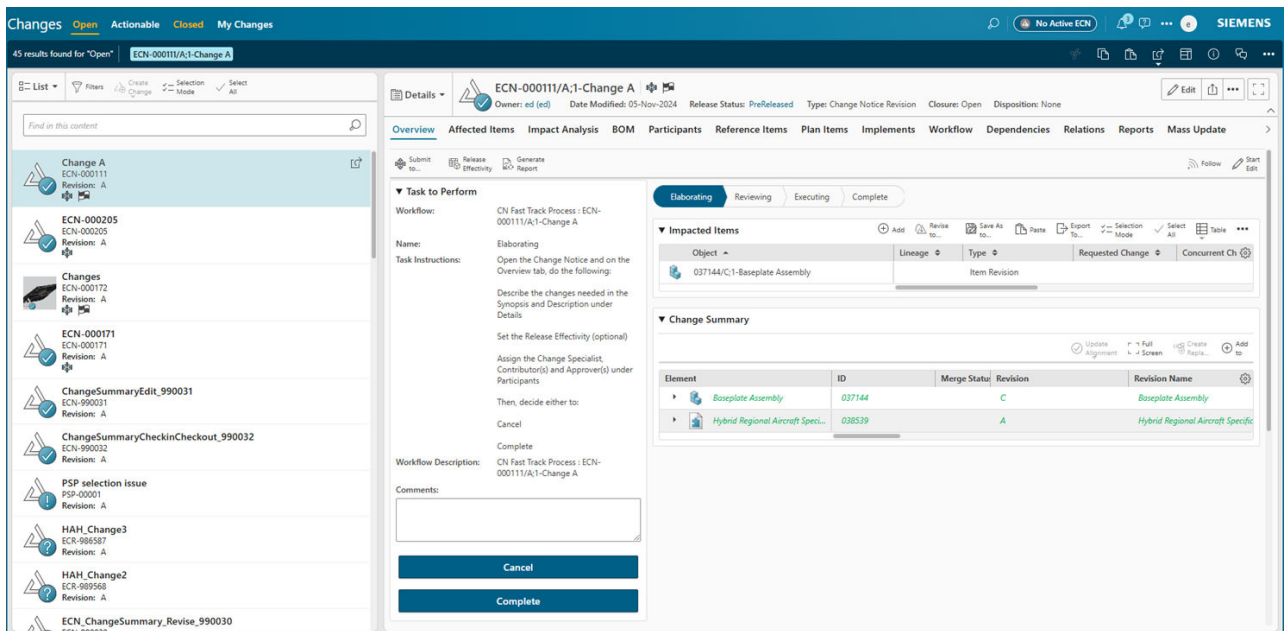 Changes Open Actionable Closed My Changes
No Active ECN
e
SIEMENS
45 results found for "Open"
ECN-000111/A;1-Change A
List
Filters
Create Change
Selection Mode
Select All
Find in this content
Change A
ECN-000111
Revision: A
ECN-000205
ECN-000205
Revision: A
Changes
ECN-000172
Revision: A
ECN-000171
ECN-000171
Revision: A
ChangeSummaryEdit_990031
ECN-990031
Revision: A
ChangeSummaryCheckinCheckout_990032
ECN-990032
Revision: A
PSP selection issue
PSP-00001
Revision: A
HAH_Change3
ECR-986587
Revision: A
HAH_Change2
ECR-989568
Revision: A
ECN_ChangeSummary_Revise_990030
Details
ECN-000111/A;1-Change A
Owner: ed (ed) Date Modified: 05-Nov-2024 Release Status: PreReleased Type: Change Notice Revision Closure: Open Disposition: None
Edit
Overview Affected Items Impact Analysis BOM Participants Reference Items Plan Items Implements Workflow Dependencies Relations Reports Mass Update
Submit to...
Release Effectivity
Generate Report
Follow
Start Edit
Task to Perform
Workflow: CN Fast Track Process : ECN-
000111/A;1-Change A
Name: Elaborating
Task Instructions: Open the Change Notice and on the
Overview tab, do the following:
Describe the changes needed in the
Synopsis and Description under
Details
Set the Release Effectivity (optional)
Assign the Change Specialist,
Contributor(s) and Approver(s) under
Participants
Then, decide either to:
Cancel
Complete
Workflow Description: CN Fast Track Process : ECN-
000111/A;1-Change A
Comments:
Cancel
Complete
Elaborating Reviewing Executing Complete
Impacted Items
Add
Revise to...
Save As to...
Paste
Export To...
Selection Mode
Select All
Table
Object Lineage Type Requested Change Concurrent Ch
037144/C;1-Baseplate Assembly Item Revision
Change Summary
Update Alignment
Full Screen
Create Repla...
Add to
Element ID Merge Status Revision Revision Name
Baseplate Assembly 037144 C Baseplate Assembly
Hybrid Regional Aircraft Speci... 038539 A Hybrid Regional Aircraft Specific